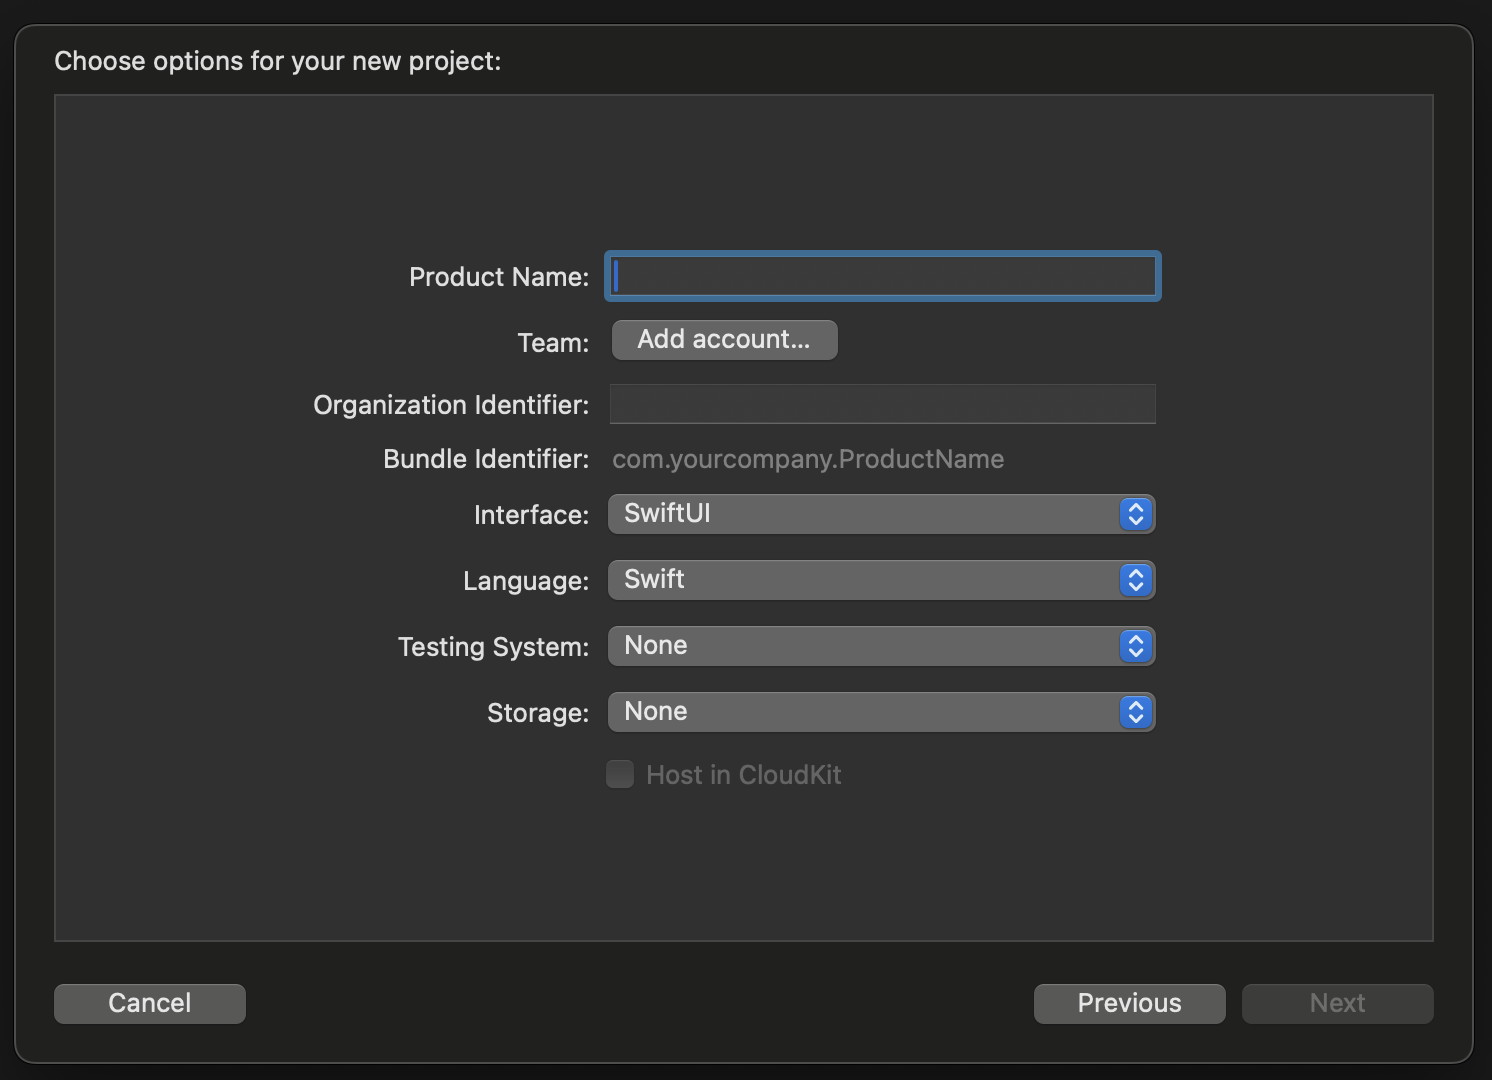 Choose options for your new project:
Product Name:
Team: Add account...
Organization Identifier:
Bundle Identifier: com.yourcompany.ProductName
Interface: SwiftUI
Language: Swift
Testing System: None
Storage: None
Host in CloudKit
Cancel Previous Next